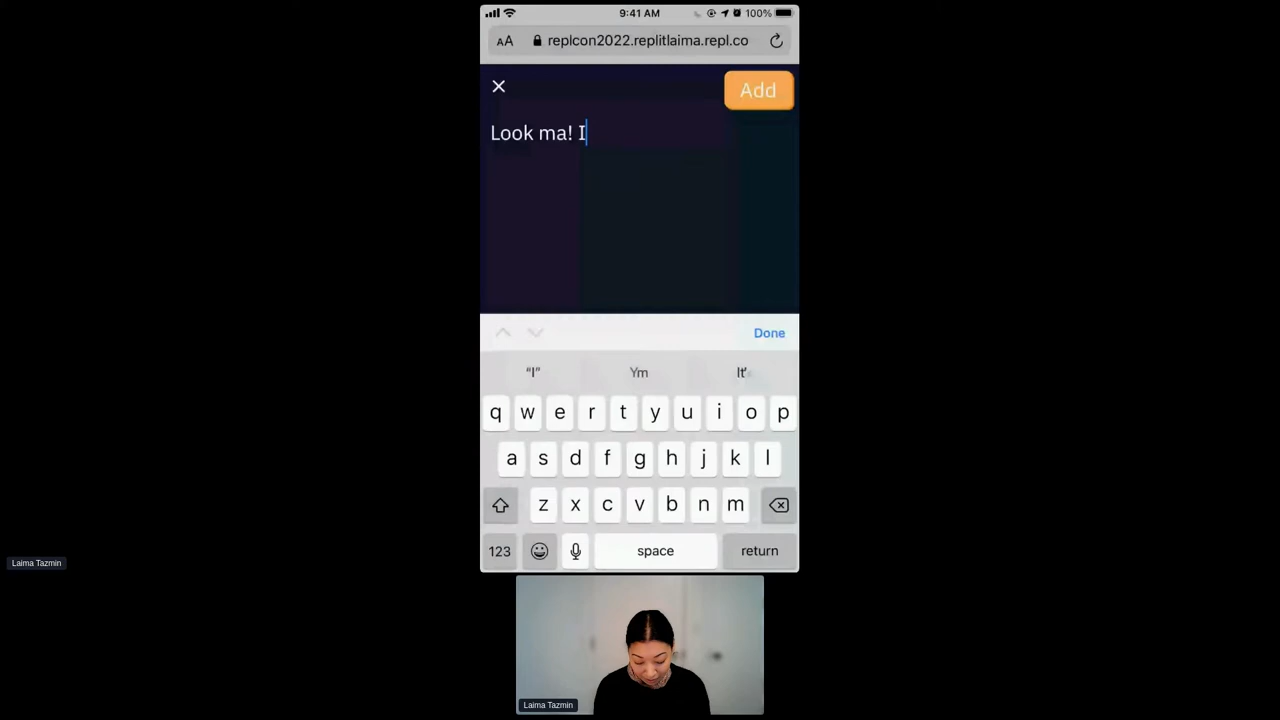 9:41 AM
100%
AA
replcon2022.replitlaima.repl.co
Add
Look ma! I
Done
"I"
Ym
It'
q w e r t y u i o p
a s d f g h j k l
z x c v b n m
123
space
return
Laima Tazmin
Laima Tazmin